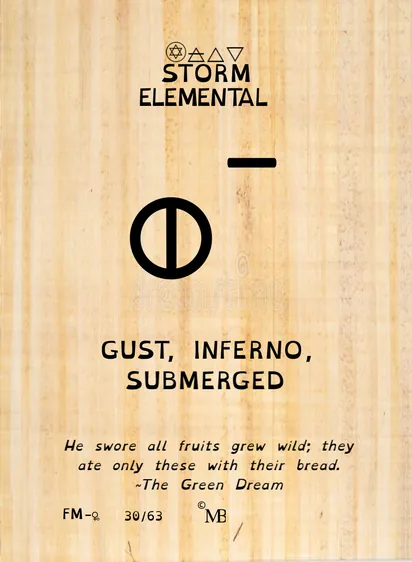 STORM
ELEMENTAL
GUST, INFERNO,
SUBMERGED
He swore all fruits grew wild; they
ate only these with their bread.
~The Green Dream
FM-♀ 30/63 ©MB